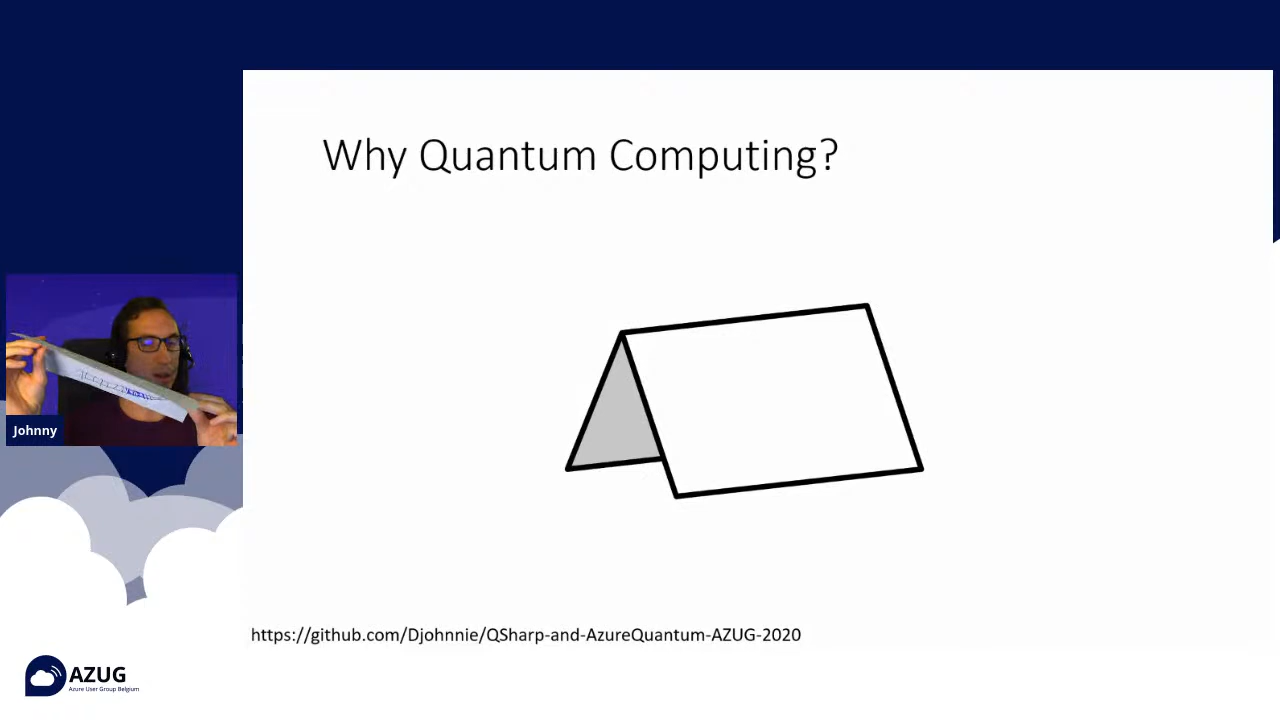 Why Quantum Computing?
Johnny
https://github.com/Djohnnie/QSharp-and-AzureQuantum-AZUG-2020
AZUG
Azure User Group Belgium